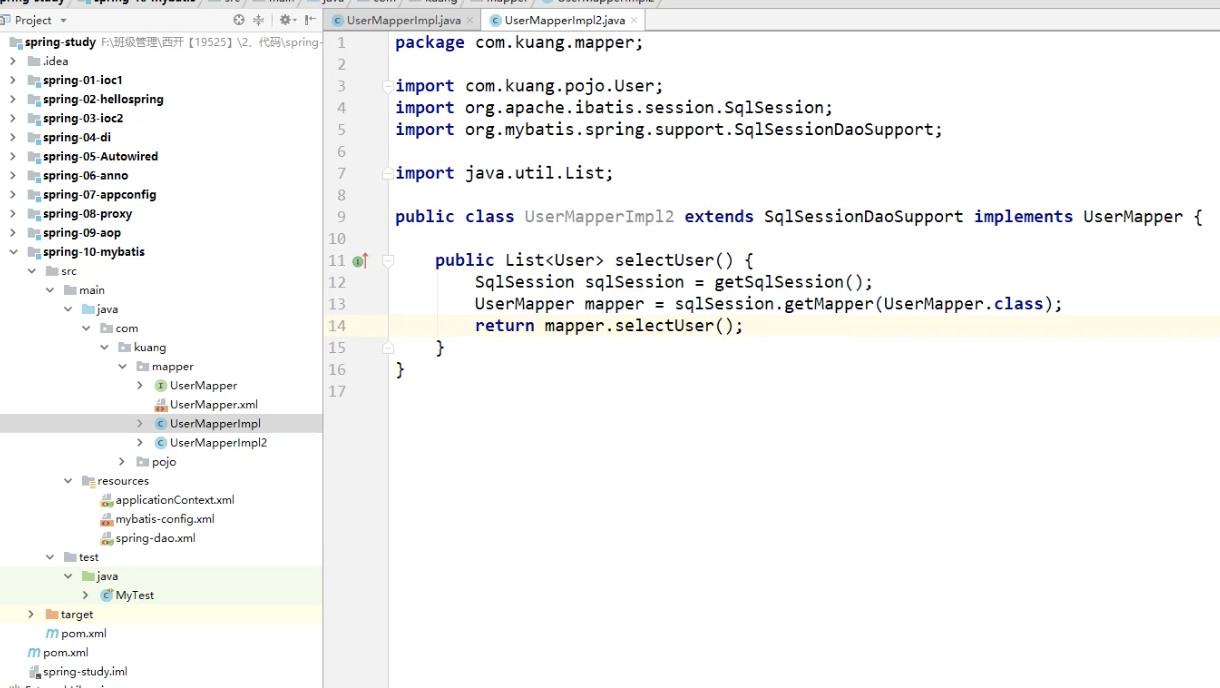 Project
spring-study F:\班级管理\西开【19525】\2、代码\spring-
.idea
spring-01-ioc1
spring-02-hellospring
spring-03-ioc2
spring-04-di
spring-05-Autowired
spring-06-anno
spring-07-appconfig
spring-08-proxy
spring-09-aop
spring-10-mybatis
src
main
java
com
kuang
mapper
UserMapper
UserMapper.xml
UserMapperImpl
UserMapperImpl2
pojo
resources
applicationContext.xml
mybatis-config.xml
spring-dao.xml
test
java
MyTest
target
pom.xml
pom.xml
spring-study.iml
UserMapperImpl.java
UserMapperImpl2.java
1 package com.kuang.mapper;
2
3 import com.kuang.pojo.User;
4 import org.apache.ibatis.session.SqlSession;
5 import org.mybatis.spring.support.SqlSessionDaoSupport;
6
7 import java.util.List;
8
9 public class UserMapperImpl2 extends SqlSessionDaoSupport implements UserMapper {
10
11 public List<User> selectUser() {
12 SqlSession sqlSession = getSqlSession();
13 UserMapper mapper = sqlSession.getMapper(UserMapper.class);
14 return mapper.selectUser();
15 }
16 }
17